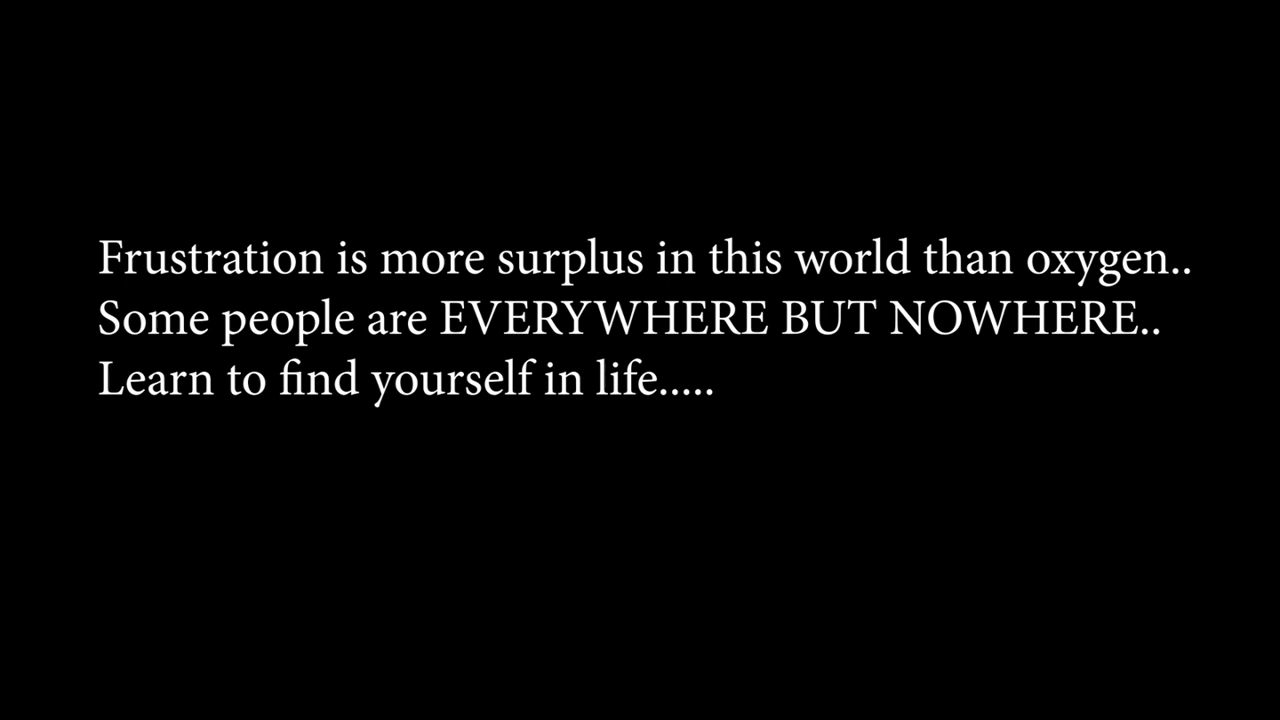 Frustration is more surplus in this world than oxygen..
Some people are EVERYWHERE BUT NOWHERE..
Learn to find yourself in life.....